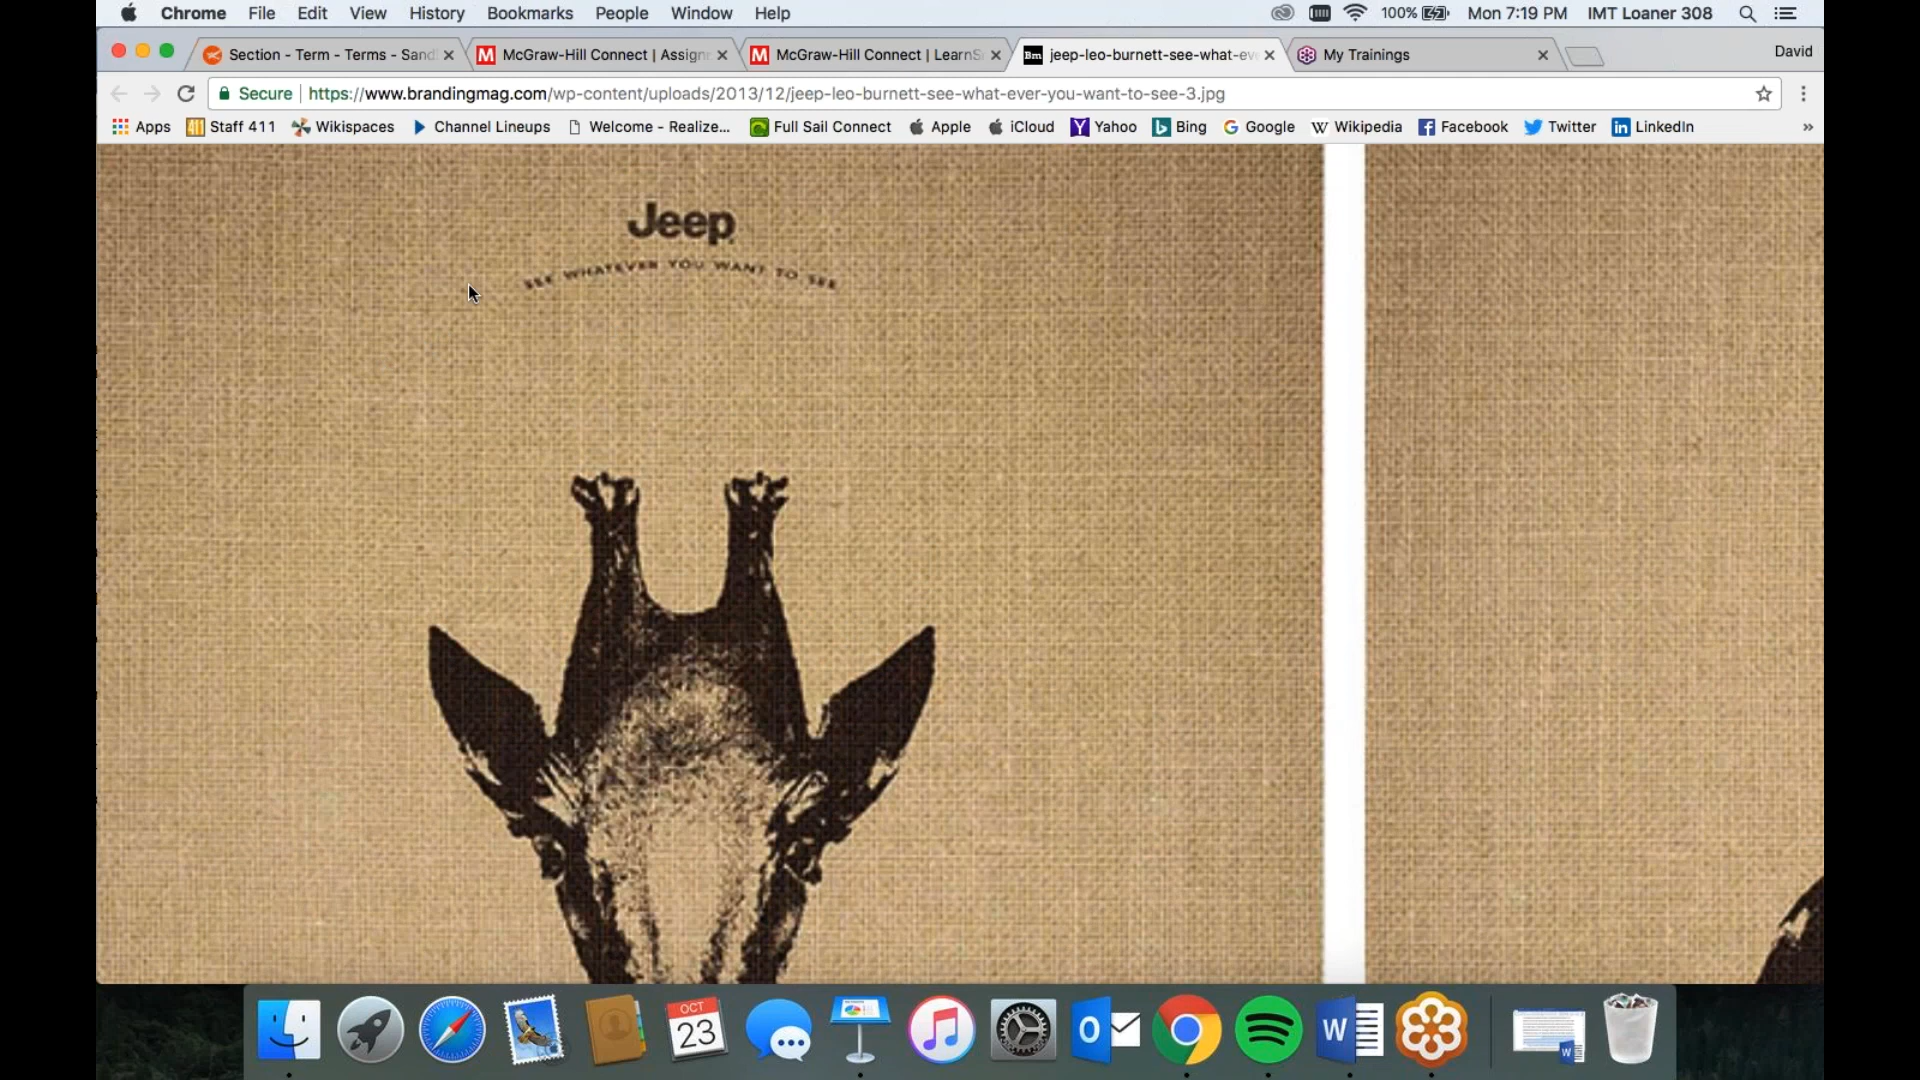 Chrome File Edit View History Bookmarks People Window Help 100% Mon 7:19 PM IMT Loaner 308
Section - Term - Terms - Sand McGraw-Hill Connect | Assign McGraw-Hill Connect | LearnS Bm jeep-leo-burnett-see-what-ev My Trainings David
Secure https://www.brandingmag.com/wp-content/uploads/2013/12/jeep-leo-burnett-see-what-ever-you-want-to-see-3.jpg
Apps Staff 411 Wikispaces Channel Lineups Welcome - Realize... Full Sail Connect Apple iCloud Yahoo Bing Google Wikipedia Facebook Twitter LinkedIn »
Jeep
SEE WHATEVER YOU WANT TO SEE
OCT
23